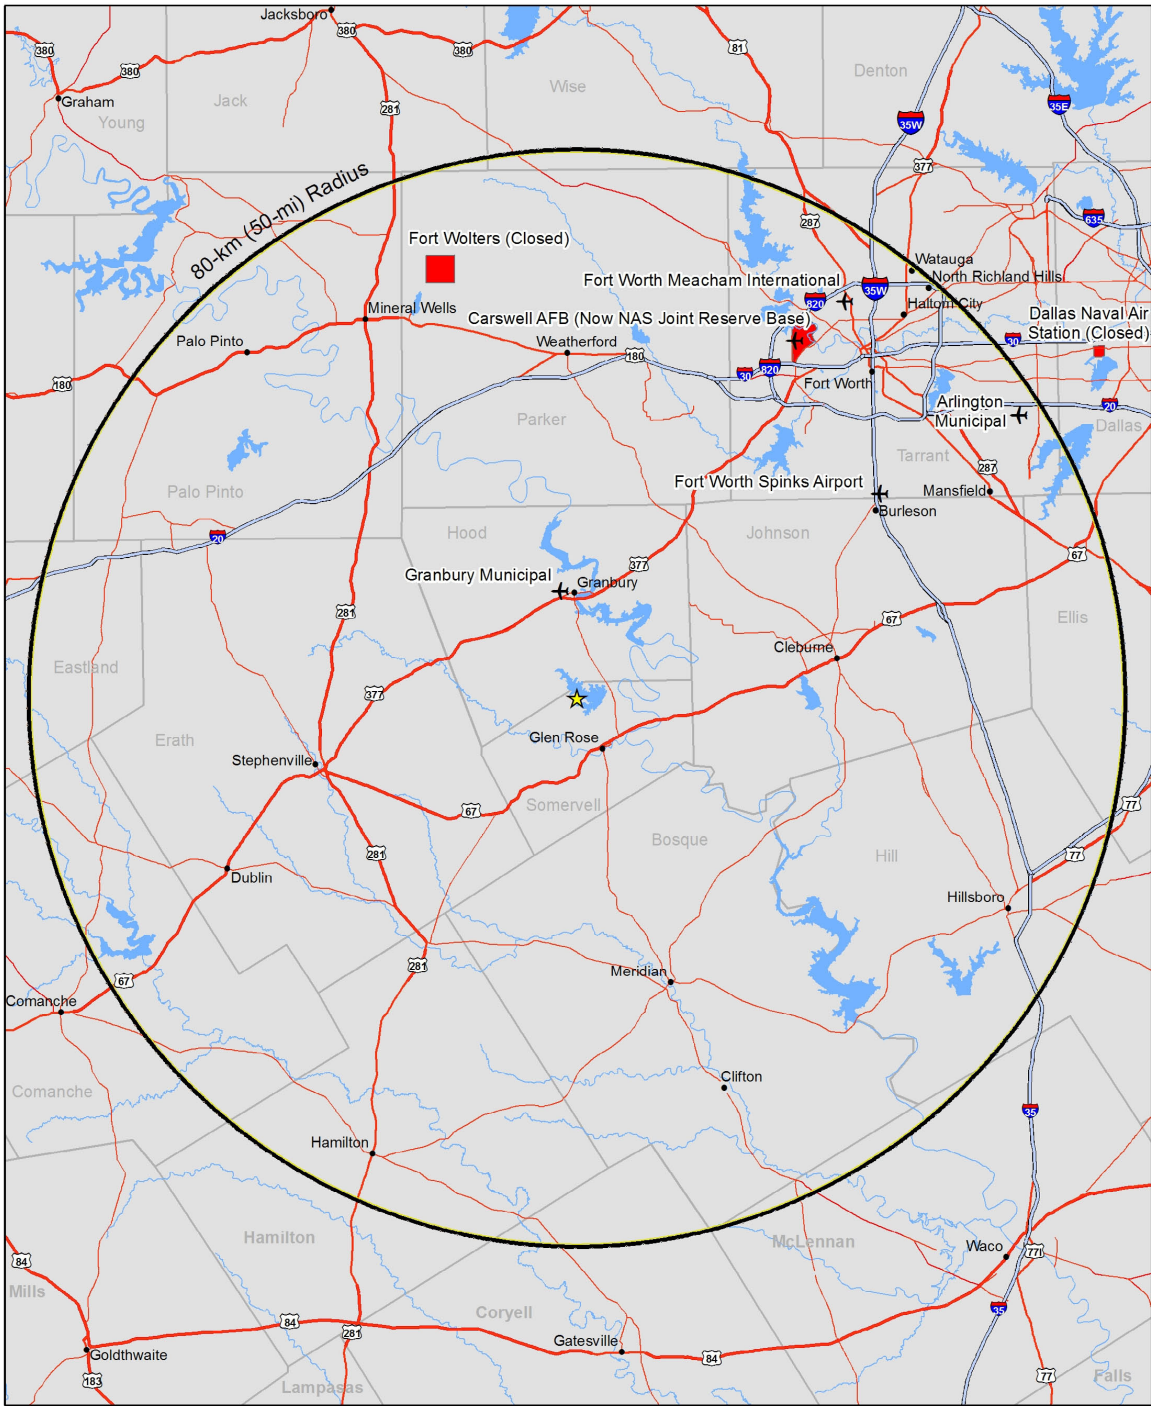 Jacksboro
380
380
380
81
380
Denton
Jack
Wise
35E
Graham
281
Young
35W
377
80-km (50-mi) Radius
287
635
Fort Wolters (Closed)
Watauga
North Richland Hills
Fort Worth Meacham International
35W
820
Haltom City
Mineral Wells
Carswell AFB (Now NAS Joint Reserve Base)
Dallas Naval Air
Station (Closed)
Palo Pinto
Weatherford
180
30
820
30
180
Fort Worth
Arlington
Municipal
20
Parker
Dallas
Tarrant
287
Palo Pinto
Fort Worth Spinks Airport
Mansfield
Burleson
20
Hood
Johnson
67
377
Granbury Municipal
Granbury
281
67
Ellis
Cleburne
Eastland
377
Erath
Glen Rose
Stephenville
Somervell
67
77
Bosque
281
Hill
77
Dublin
Hillsboro
281
Meridian
67
Comanche
Clifton
Comanche
35
Hamilton
Hamilton
McLennan
Waco
77
84
Mills
Coryell
35
84
281
Gatesville
84
Goldthwaite
183
Lampasas
77
Falls